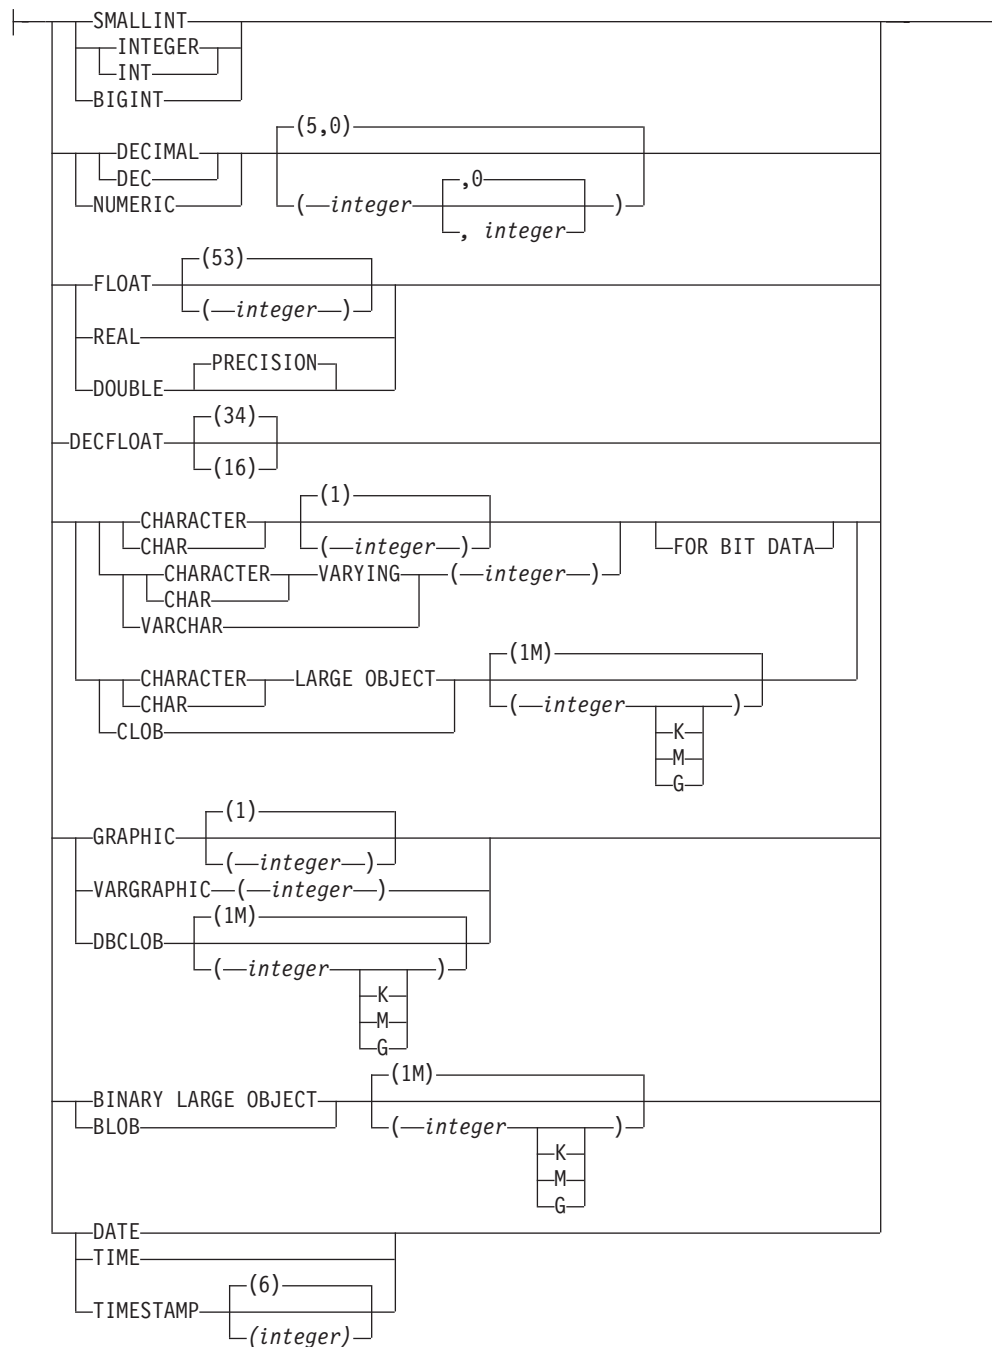 SMALLINT
INTEGER
INT
BIGINT
(5,0)
DECIMAL
DEC
,0
NUMERIC
( integer )
, integer
(53)
FLOAT
( integer )
REAL
PRECISION
DOUBLE
(34)
DECFLOAT
(16)
(1)
CHARACTER
CHAR
( integer )
FOR BIT DATA
CHARACTER VARYING ( integer )
CHAR
VARCHAR
(1M)
CHARACTER LARGE OBJECT
CHAR
( integer )
CLOB
K
M
G
(1)
GRAPHIC
( integer )
VARGRAPHIC ( integer )
(1M)
DBCLOB
( integer )
K
M
G
(1M)
BINARY LARGE OBJECT
BLOB
( integer )
K
M
G
DATE
TIME
(6)
TIMESTAMP
(integer)